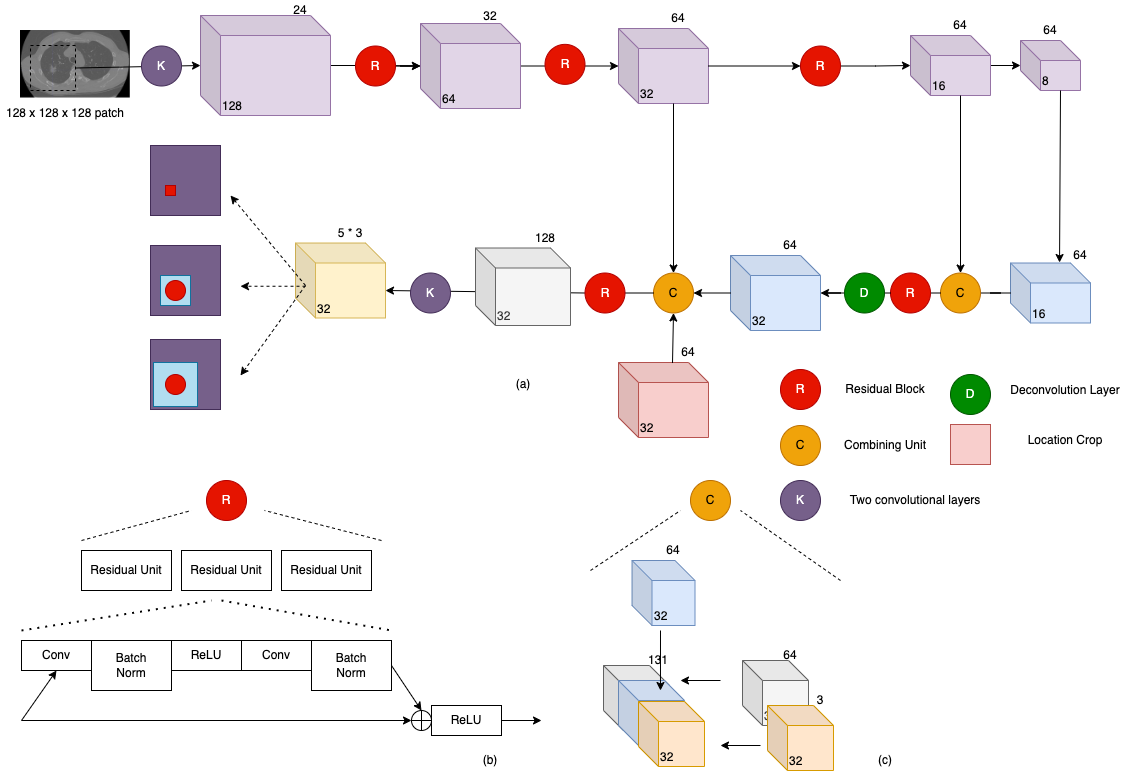 24
32
64
64
64
K
R
R
R
128
64
32
16
8
128 x 128 x 128 patch
5 * 3
128
64
64
K
R
C
D
R
C
32
32
32
16
64
32
(a)
R
Residual Block
D
Deconvolution Layer
C
Combining Unit
Location Crop
K
Two convolutional layers
R
C
Residual Unit
Residual Unit
Residual Unit
64
32
Conv
Batch
Norm
ReLU
Conv
Batch
Norm
ReLU
131
64
3
32
32
(b)
(c)